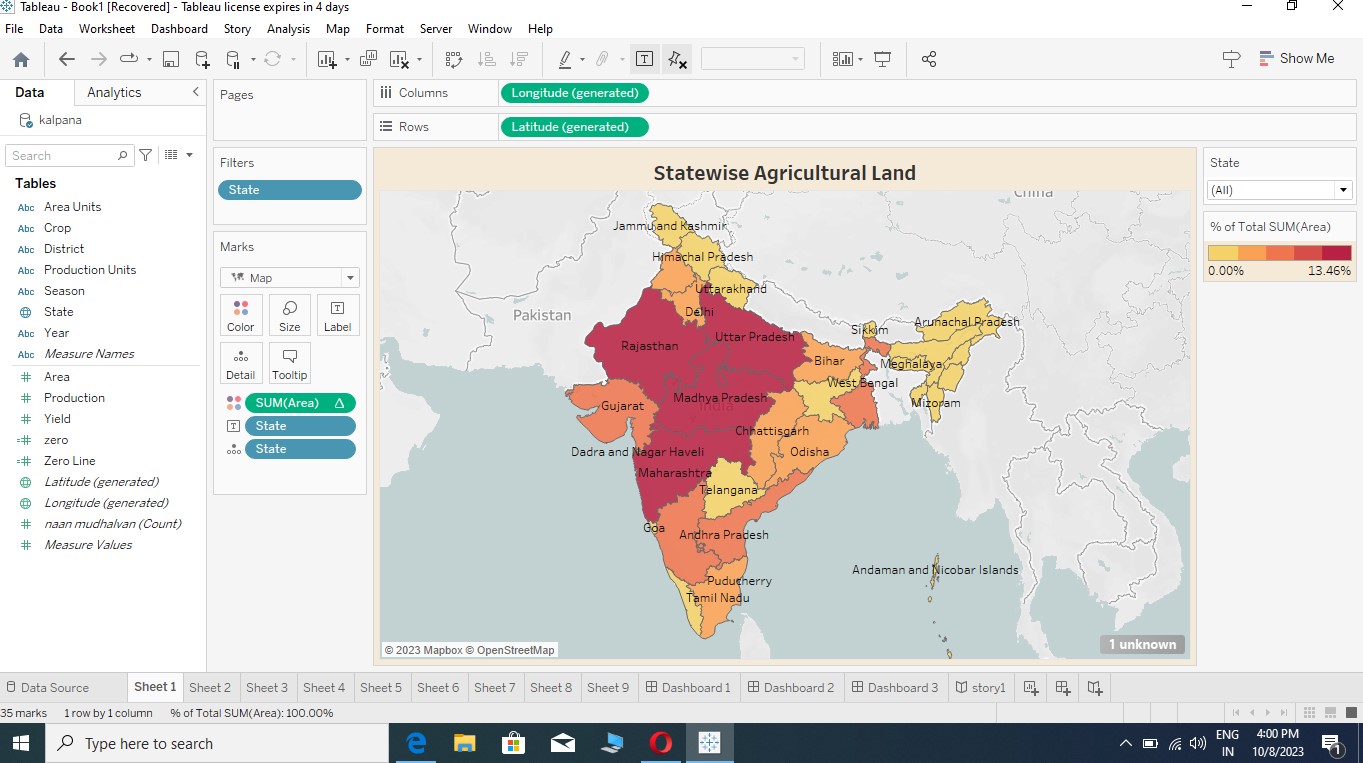 Tableau - Book1 [Recovered] - Tableau license expires in 4 days
File Data Worksheet Dashboard Story Analysis Map Format Server Window Help
Show Me
Data Analytics
kalpana
Search
Tables
Abc Area Units
Abc Crop
Abc District
Abc Production Units
Abc Season
State
Abc Year
Abc Measure Names
Area
Production
Yield
zero
Zero Line
Latitude (generated)
Longitude (generated)
naan mudhalvan (Count)
Measure Values
Pages
Filters
State
Marks
Map
Color Size Label
Detail Tooltip
SUM(Area)
State
State
Columns Longitude (generated)
Rows Latitude (generated)
Statewise Agricultural Land
China
Jammu and Kashmir
Himachal Pradesh
Uttarakhand
Pakistan
Delhi
Arunachal Pradesh
Sikkim
Uttar Pradesh
Rajasthan
Bihar
Meghalaya
West Bengal
Madhya Pradesh
India
Mizoram
Gujarat
Chhattisgarh
Dadra and Nagar Haveli
Odisha
Maharashtra
Telangana
Goa
Andhra Pradesh
Andaman and Nicobar Islands
Puducherry
Tamil Nadu
1 unknown
© 2023 Mapbox © OpenStreetMap
State
(All)
% of Total SUM(Area)
0.00% 13.46%
Data Source Sheet 1 Sheet 2 Sheet 3 Sheet 4 Sheet 5 Sheet 6 Sheet 7 Sheet 8 Sheet 9 Dashboard 1 Dashboard 2 Dashboard 3 story1
35 marks 1 row by 1 column % of Total SUM(Area): 100.00%
Type here to search
ENG
IN
4:00 PM
10/8/2023
1